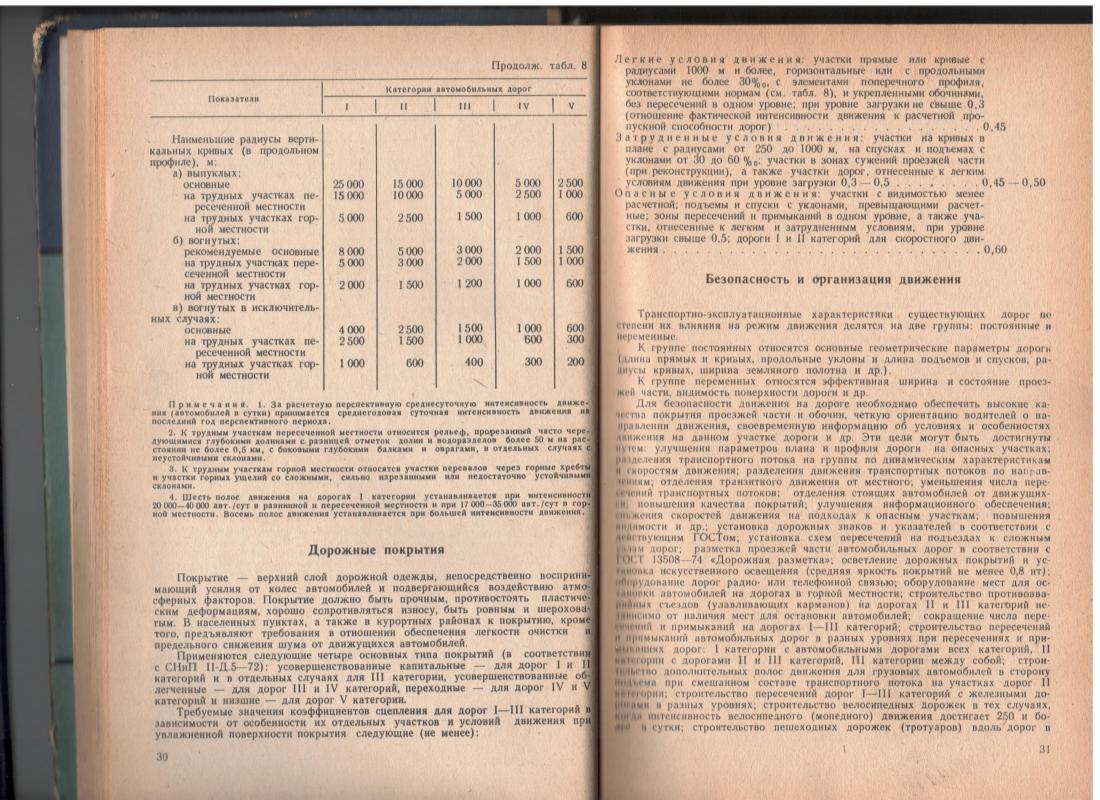 Продолж. табл. 8
Показатели
Категории автомобильных дорог
I II III IV V
Наименьшие радиусы верти-
кальных кривых (в продольном
профиле), м:
а) выпуклых:
основные 25 000 15 000 10 000 5 000 2 500
на трудных участках пе- 15 000 10 000 5 000 2 500 1 000
ресеченной местности
на трудных участках гор- 5 000 2 500 1 500 1 000 600
ной местности
б) вогнутых:
рекомендуемые основные 8 000 5 000 3 000 2 000 1 500
на трудных участках пере- 5 000 3 000 2 000 1 500 1 000
сеченной местности
на трудных участках гор- 2 000 1 500 1 200 1 000 600
ной местности
в) вогнутых в исключитель-
ных случаях:
основные 4 000 2 500 1 500 1 000 600
на трудных участках пе- 2 500 1 500 1 000 600 300
ресеченной местности
на трудных участках гор- 1 000 600 400 300 200
ной местности
Примечания. 1. За расчетную перспективную среднесуточную интенсивность движе-
ния (автомобилей в сутки) принимается среднегодовая суточная интенсивность движения на
последний год перспективного периода.
2. К трудным участкам пересеченной местности относится рельеф, прорезанный часто чере-
дующимися глубокими долинами с разницей отметок долин и водоразделов более 50 м на рас-
стоянии не более 0,5 км, с боковыми глубокими балками и оврагами, в отдельных случаях с
неустойчивыми склонами.
3. К трудным участкам горной местности относятся участки перевалов через горные хребты
и участки горных ущелий со сложными, сильно изрезанными или недостаточно устойчивыми
склонами.
4. Шесть полос движения на дорогах I категории устанавливается при интенсивности
20 000—40 000 авт./сут в равнинной и пересеченной местности и при 17 000—35 000 авт./сут в гор-
ной местности. Восемь полос движения устанавливается при большей интенсивности движения.
Дорожные покрытия
Покрытие — верхний слой дорожной одежды, непосредственно восприни-
мающий усилия от колес автомобилей и подвергающийся воздействию атмо-
сферных факторов. Покрытие должно быть прочным, противостоять пластиче-
ским деформациям, хорошо сопротивляться износу, быть ровным и шерохова-
тым. В населенных пунктах, а также в курортных районах к покрытию, кроме
того, предъявляют требования в отношении обеспечения легкости очистки и
предельного снижения шума от движущихся автомобилей.
Применяются следующие четыре основных типа покрытий (в соответствии
с СНиП II-Д.5—72): усовершенствованные капитальные — для дорог I и II
категорий и в отдельных случаях для III категории, усовершенствованные об-
легченные — для дорог III и IV категорий, переходные — для дорог IV и V
категорий и низшие — для дорог V категории.
Требуемые значения коэффициентов сцепления для дорог I—III категорий в
зависимости от особенности их отдельных участков и условий движения при
увлажненной поверхности покрытия следующие (не менее):
30
Легкие условия движения: участки прямые или кривые с
радиусами 1000 м и более, горизонтальные или с продольными
уклонами не более 30‰, с элементами поперечного профиля,
соответствующими нормам (см. табл. 8), и укрепленными обочинами,
без пересечений в одном уровне; при уровне загрузки не свыше 0,3
(отношение фактической интенсивности движения к расчетной про-
пускной способности дорог) . . . . . . . . . . . . . . . . . . 0,45
Затрудненные условия движения: участки на кривых в
плане с радиусами от 250 до 1000 м, на спусках и подъемах с
уклонами от 30 до 60 ‰: участки в зонах сужений проезжей части
(при реконструкции), а также участки дорог, отнесенные к легким
условиям движения при уровне загрузки 0,3 — 0,5 . . . . . . . . 0,45 — 0,50
Опасные условия движения: участки с видимостью менее
расчетной; подъемы и спуски с уклонами, превышающими расчет-
ные; зоны пересечений и примыканий в одном уровне, а также уча-
стки, отнесенные к легким и затрудненным условиям, при уровне
загрузки свыше 0,5; дороги I и II категорий для скоростного дви-
жения . . . . . . . . . . . . . . . . . . . . . . . . . . . . . 0,60
Безопасность и организация движения
Транспортно-эксплуатационные характеристики существующих дорог по
степени их влияния на режим движения делятся на две группы: постоянные и
переменные.
К группе постоянных относятся основные геометрические параметры дороги
(длина прямых и кривых, продольные уклоны и длина подъемов и спусков, ра-
диусы кривых, ширина земляного полотна и др.).
К группе переменных относятся эффективная ширина и состояние проез-
жей части, видимость поверхности дороги и др.
Для безопасности движения на дороге необходимо обеспечить высокие ка-
чества покрытия проезжей части и обочин, четкую ориентацию водителей о на-
правлении движения, своевременную информацию об условиях и особенностях
движения на данном участке дороги и др. Эти цели могут быть достигнуты
путем: улучшения параметров плана и профиля дороги на опасных участках;
разделения транспортного потока на группы по динамическим характеристикам
и скоростям движения; разделения движения транспортных потоков по направ-
лениям; отделения транзитного движения от местного; уменьшения числа пере-
сечений транспортных потоков; отделения стоящих автомобилей от движущих-
ся, повышения качества покрытий; улучшения информационного обеспечения;
снижения скоростей движения на подходах к опасным участкам; повышения
видимости и др.; установка дорожных знаков и указателей в соответствии с
действующим ГОСТом; установка схем пересечений на подъездах к сложным
узлам дорог; разметка проезжей части автомобильных дорог в соответствии с
ГОСТ 13508—74 «Дорожная разметка»; осветление дорожных покрытий и ус-
тановка искусственного освещения (средняя яркость покрытий не менее 0,8 нт);
оборудование дорог радио- или телефонной связью; оборудование мест для ос-
тановки автомобилей на дорогах в горной местности; строительство противоава-
рийных съездов (улавливающих карманов) на дорогах II и III категорий не-
зависимо от наличия мест для остановки автомобилей; сокращение числа пере-
сечений и примыканий на дорогах I—III категорий; строительство пересечений
и примыканий автомобильных дорог в разных уровнях при пересечениях и при-
мыканиях дорог: I категории с автомобильными дорогами всех категорий, II
категории с дорогами II и III категорий, III категории между собой; строи-
тельство дополнительных полос движения для грузовых автомобилей в сторону
подъема при смешанном составе транспортного потока на участках дорог II
категории; строительство пересечений дорог I—III категорий с железными до-
рогами в разных уровнях; строительство велосипедных дорожек в тех случаях,
когда интенсивность велосипедного (мопедного) движения достигает 250 и бо-
лее в сутки; строительство пешеходных дорожек (тротуаров) вдоль дорог в
31